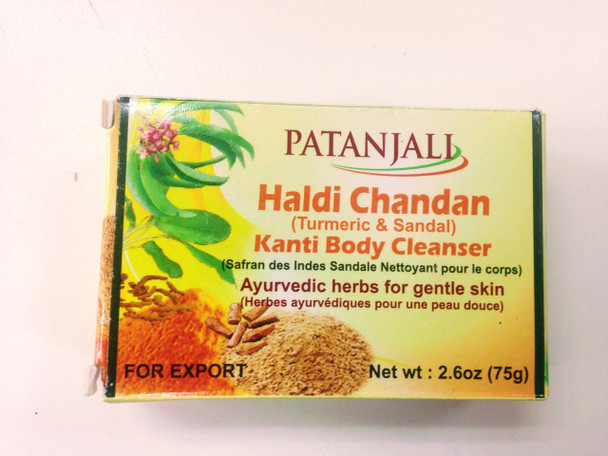 PATANJALI
Haldi Chandan
(Turmeric & Sandal)
Kanti Body Cleanser
(Safran des Indes Sandale Nettoyant pour le corps)
Ayurvedic herbs for gentle skin
(Herbes ayurvédiques pour une peau douce)
FOR EXPORT
Net wt : 2.6oz (75g)